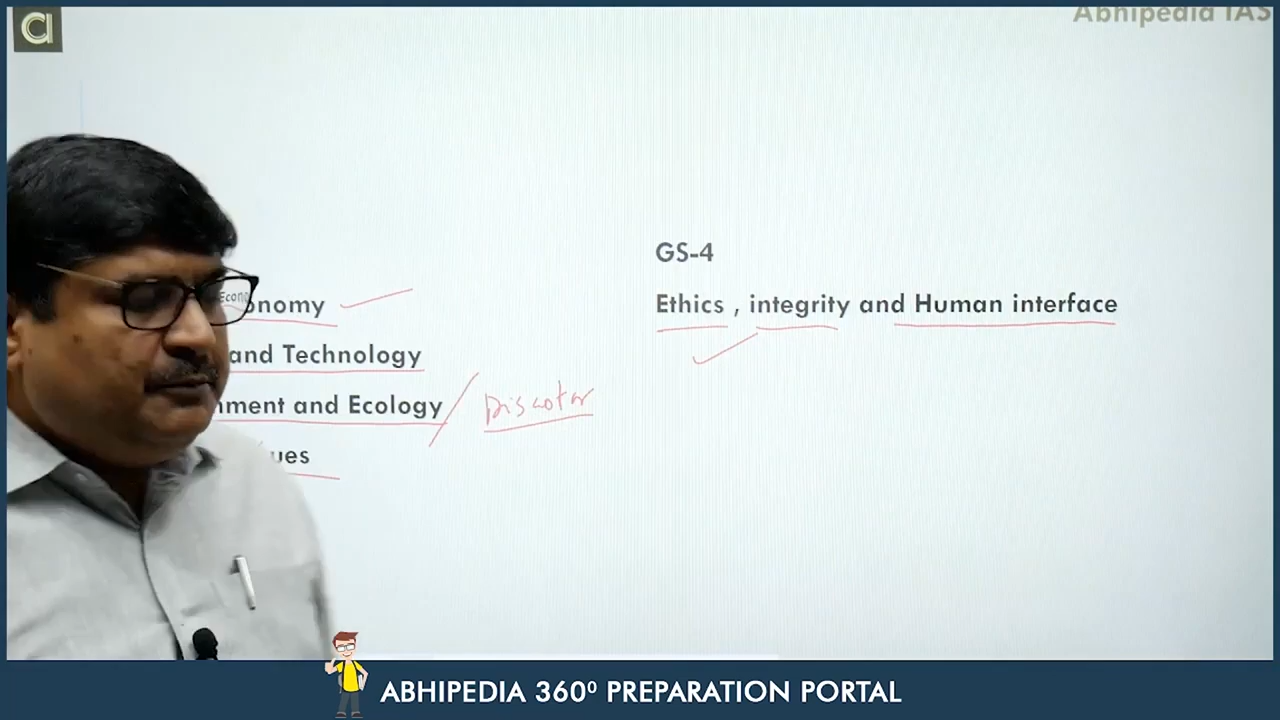 Abhipedia IAS
onomy
and Technology
nment and Ecology
ues
GS-4
Ethics , integrity and Human interface
ABHIPEDIA 360⁰ PREPARATION PORTAL